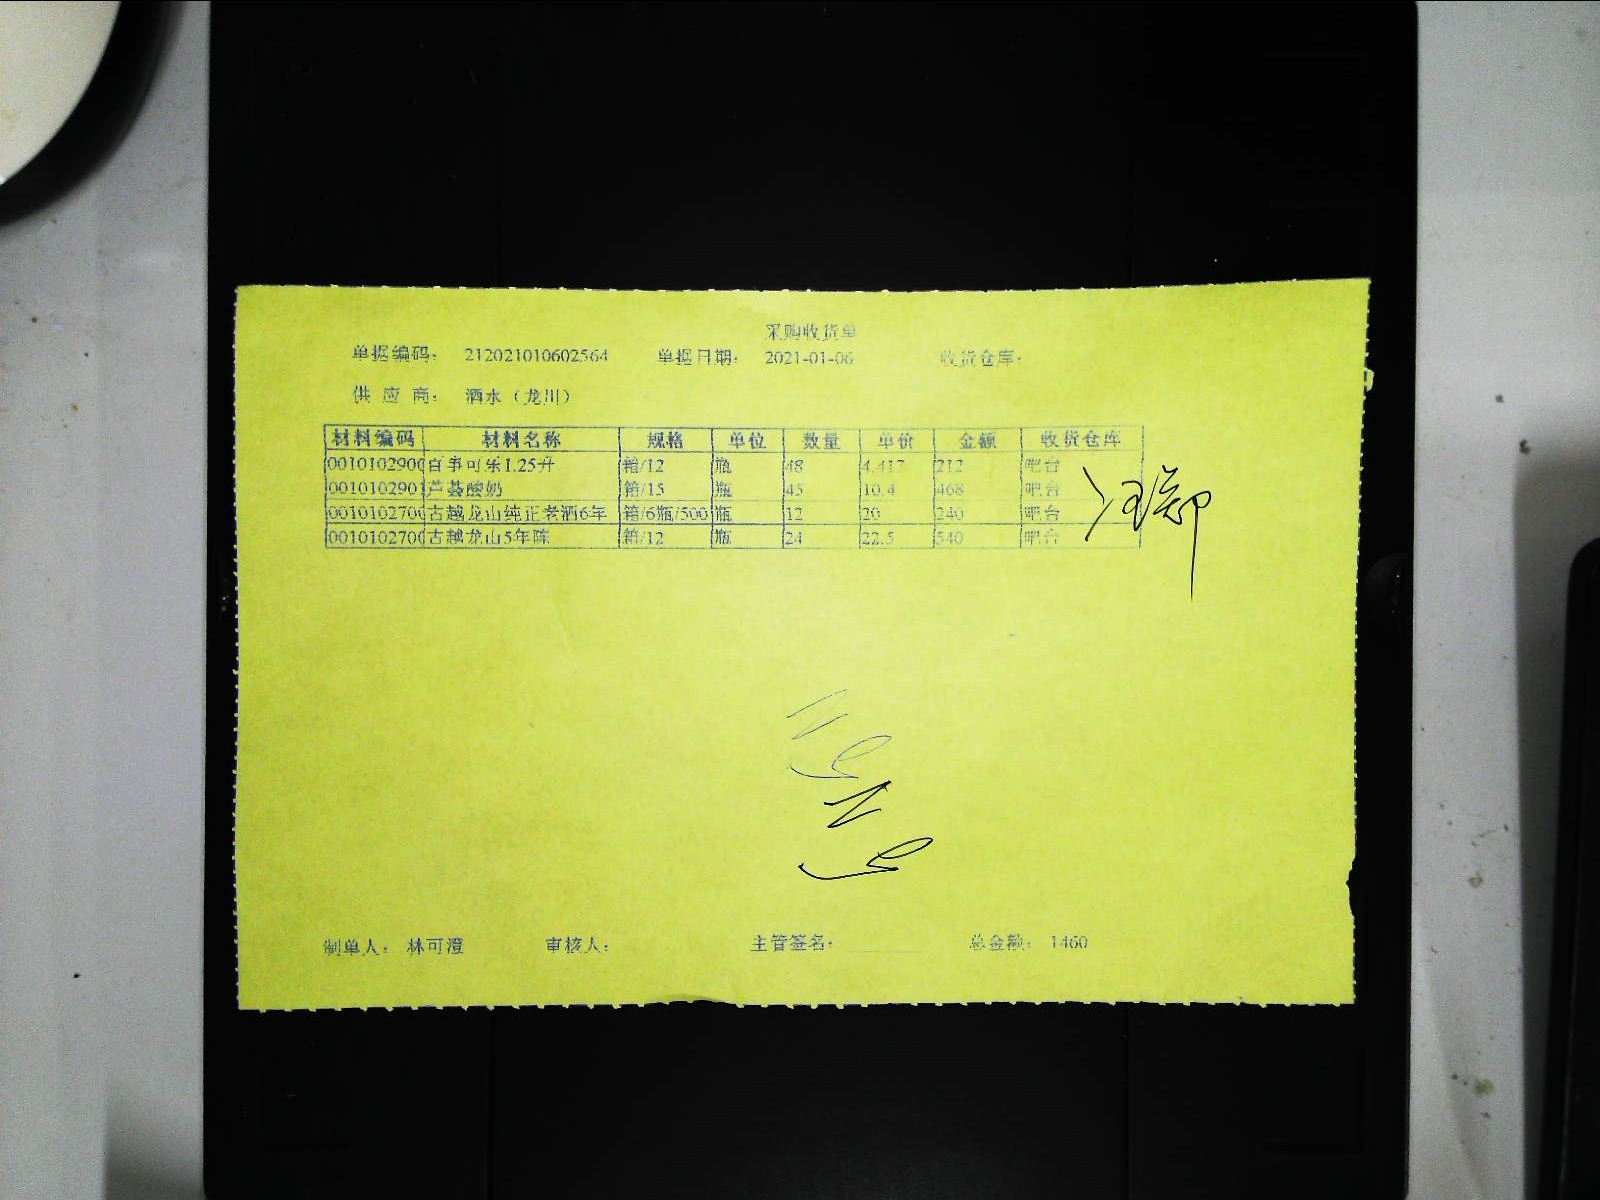 采购收货单
单据编码: 212021010602564 单据日期: 2021-01-06 收货仓库:
供应商: 酒水（龙川）
材料编码 材料名称 规格 单位 数量 单价 金额 收货仓库
0010102900 百事可乐1.25升 箱/12 瓶 48 4.417 212 吧台
0010102901 芦荟酸奶 箱/15 瓶 45 10.4 468 吧台
0010102700 古越龙山纯正老酒6年 箱/6瓶/500 瓶 12 20 240 吧台
0010102700 古越龙山5年陈 箱/12 瓶 24 22.5 540 吧台
制单人: 林可澄 审核人: 主管签名: 总金额: 1460